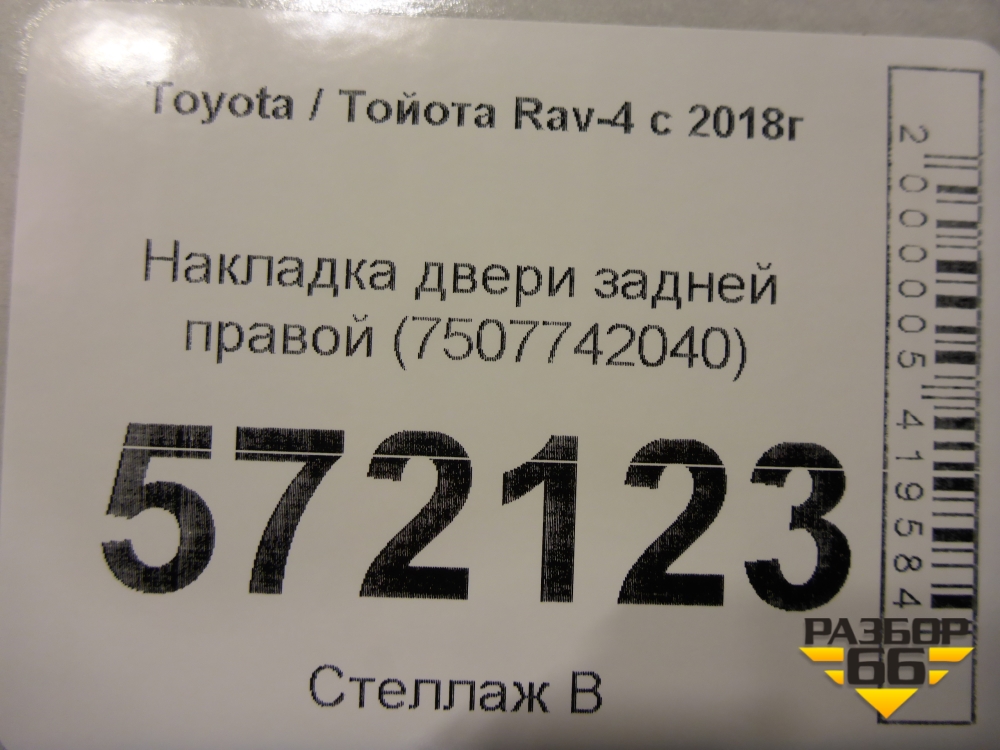 Toyota / Тойота Rav-4 с 2018г
Накладка двери задней
правой (7507742040)
572123
Стеллаж В
2000005419584
РАЗБОР
66